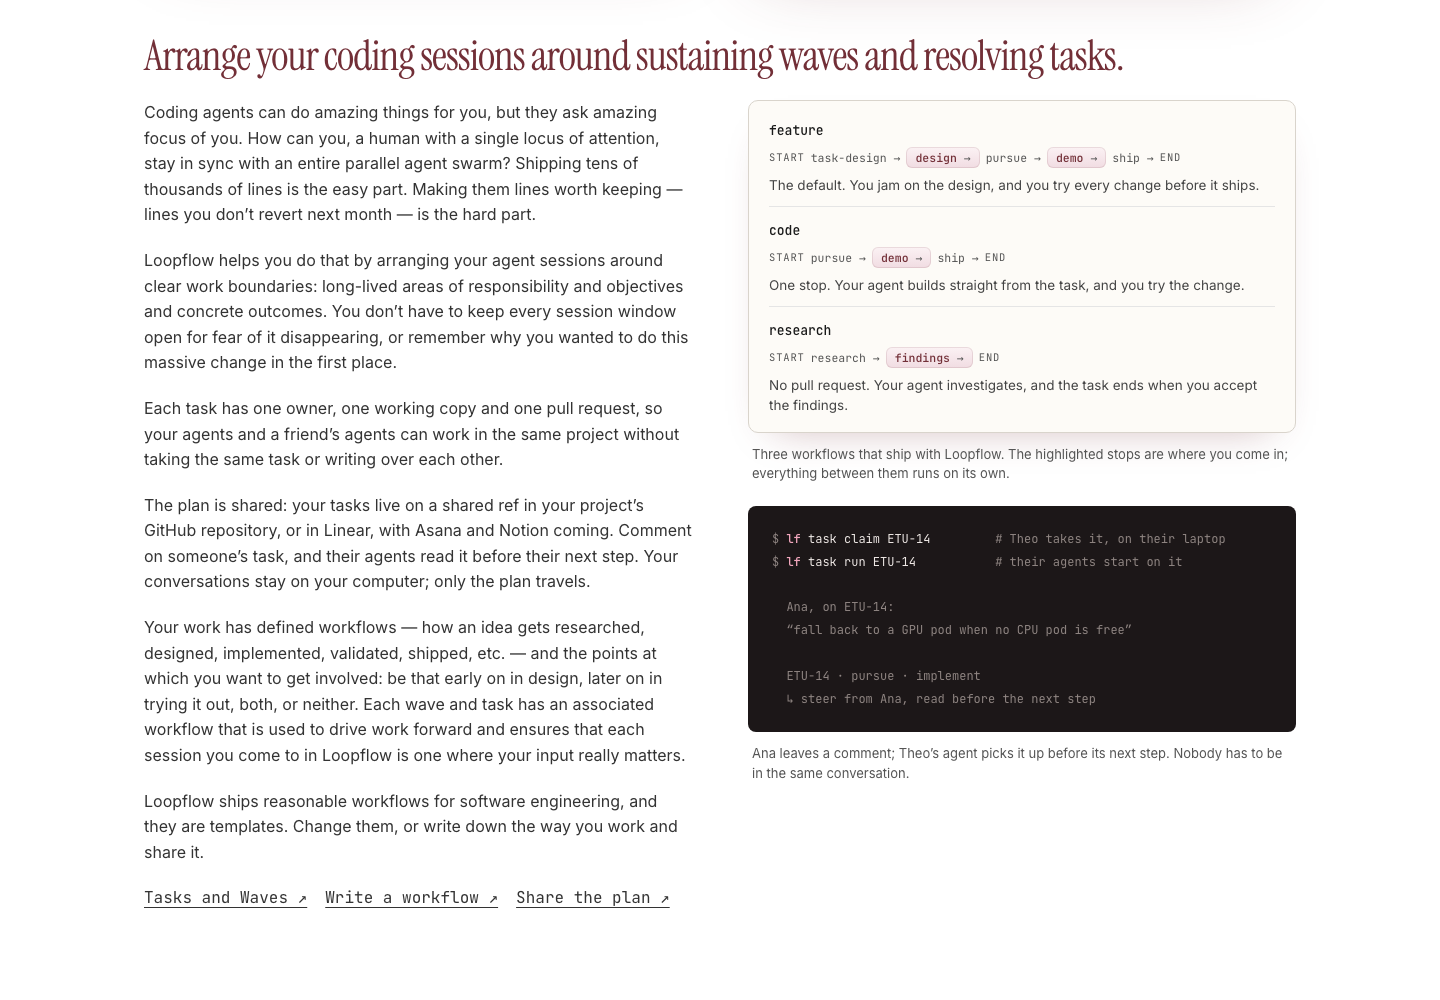 Arrange your coding sessions around sustaining waves and resolving tasks.
Coding agents can do amazing things for you, but they ask amazing
focus of you. How can you, a human with a single locus of attention,
stay in sync with an entire parallel agent swarm? Shipping tens of
thousands of lines is the easy part. Making them lines worth keeping —
lines you don’t revert next month — is the hard part.
Loopflow helps you do that by arranging your agent sessions around
clear work boundaries: long-lived areas of responsibility and objectives
and concrete outcomes. You don’t have to keep every session window
open for fear of it disappearing, or remember why you wanted to do this
massive change in the first place.
Each task has one owner, one working copy and one pull request, so
your agents and a friend’s agents can work in the same project without
taking the same task or writing over each other.
The plan is shared: your tasks live on a shared ref in your project’s
GitHub repository, or in Linear, with Asana and Notion coming. Comment
on someone’s task, and their agents read it before their next step. Your
conversations stay on your computer; only the plan travels.
Your work has defined workflows — how an idea gets researched,
designed, implemented, validated, shipped, etc. — and the points at
which you want to get involved: be that early on in design, later on in
trying it out, both, or neither. Each wave and task has an associated
workflow that is used to drive work forward and ensures that each
session you come to in Loopflow is one where your input really matters.
Loopflow ships reasonable workflows for software engineering, and
they are templates. Change them, or write down the way you work and
share it.
Tasks and Waves ↗ Write a workflow ↗ Share the plan ↗
feature
START task-design → design → pursue → demo → ship → END
The default. You jam on the design, and you try every change before it ships.
code
START pursue → demo → ship → END
One stop. Your agent builds straight from the task, and you try the change.
research
START research → findings → END
No pull request. Your agent investigates, and the task ends when you accept
the findings.
Three workflows that ship with Loopflow. The highlighted stops are where you come in;
everything between them runs on its own.
$ lf task claim ETU-14 # Theo takes it, on their laptop
$ lf task run ETU-14 # their agents start on it
Ana, on ETU-14:
“fall back to a GPU pod when no CPU pod is free”
ETU-14 · pursue · implement
↳ steer from Ana, read before the next step
Ana leaves a comment; Theo’s agent picks it up before its next step. Nobody has to be
in the same conversation.